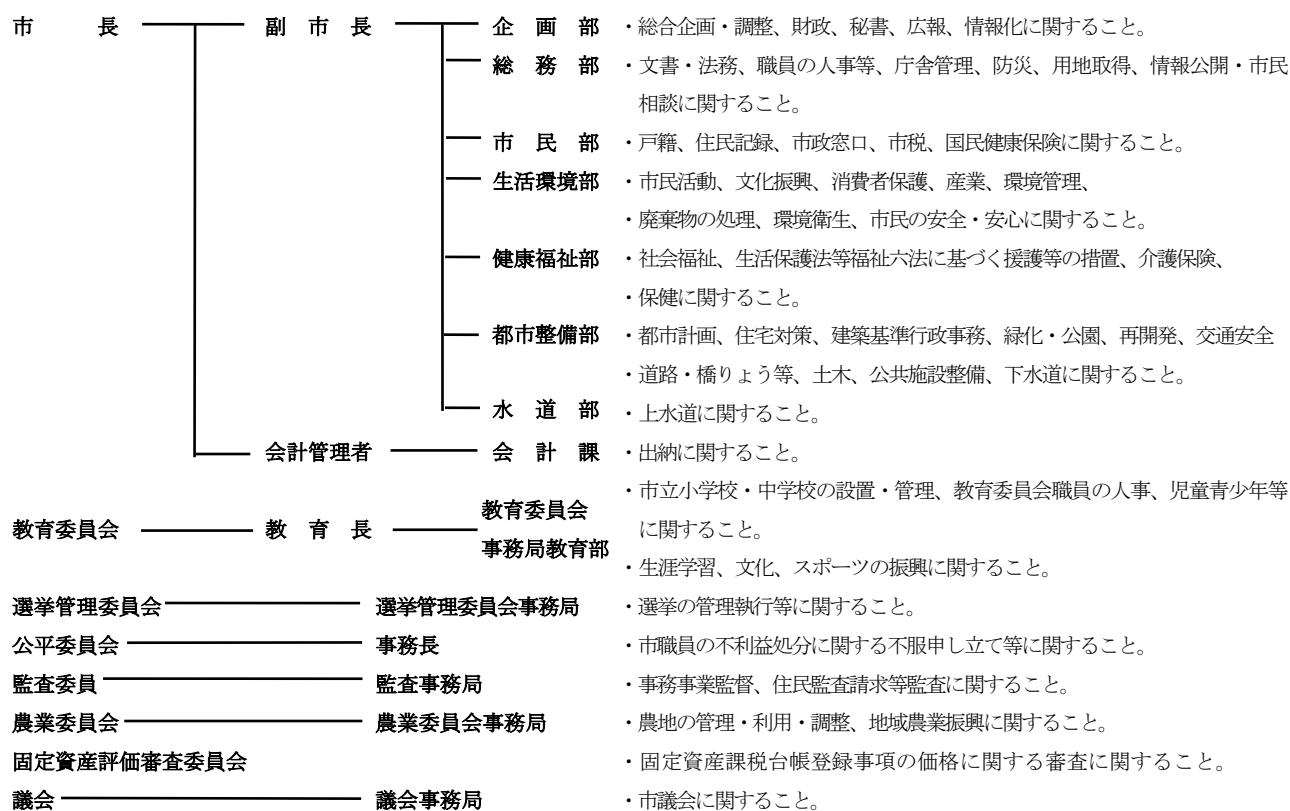 市　　　長　副　市　長　企　画　部　・総合企画・調整、財政、秘書、広報、情報化に関すること。
総　務　部　・文書・法務、職員の人事等、庁舎管理、防災、用地取得、情報公開・市民
相談に関すること。
市　民　部　・戸籍、住民記録、市政窓口、市税、国民健康保険に関すること。
生活環境部　・市民活動、文化振興、消費者保護、産業、環境管理、
・廃棄物の処理、環境衛生、市民の安全・安心に関すること。
健康福祉部　・社会福祉、生活保護法等福祉六法に基づく援護等の措置、介護保険、
・保健に関すること。
都市整備部　・都市計画、住宅対策、建築基準行政事務、緑化・公園、再開発、交通安全
・道路・橋りょう等、土木、公共施設整備、下水道に関すること。
水　道　部　・上水道に関すること。
会計管理者　会　計　課　・出納に関すること。
・市立小学校・中学校の設置・管理、教育委員会職員の人事、児童青少年等
教育委員会
教育委員会　教　育　長　に関すること。
事務局教育部
・生涯学習、文化、スポーツの振興に関すること。
選挙管理委員会　選挙管理委員会事務局　・選挙の管理執行等に関すること。
公平委員会　事務長　・市職員の不利益処分に関する不服申し立て等に関すること。
監査委員　監査事務局　・事務事業監督、住民監査請求等監査に関すること。
農業委員会　農業委員会事務局　・農地の管理・利用・調整、地域農業振興に関すること。
固定資産評価審査委員会　・固定資産課税台帳登録事項の価格に関する審査に関すること。
議会　議会事務局　・市議会に関すること。